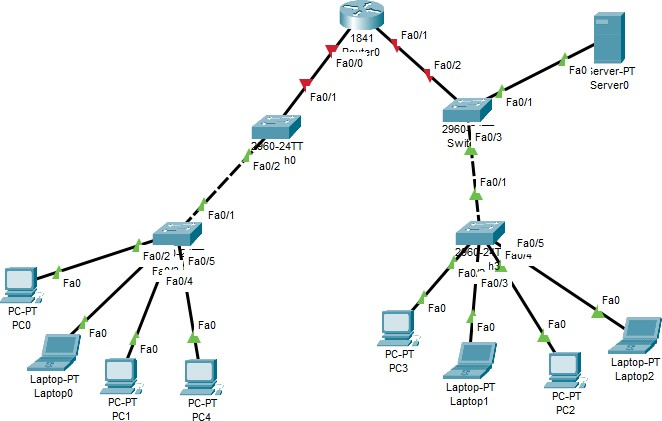 1841
Router0
Fa0/1
Fa0/0
Fa0/2
Fa0
Server-PT
Server0
Fa0/1
Fa0/1
2960-24TT
Fa0/2
Fa0/3
Fa0/1
Fa0/1
Fa0/2
Fa0/5
Fa0/4
Fa0/5
Fa0/4
Fa0/3
Fa0
PC-PT
PC0
Fa0
Laptop-PT
Laptop0
Fa0
PC-PT
PC1
Fa0
PC-PT
PC4
Fa0
PC-PT
PC3
Fa0
Laptop-PT
Laptop1
Fa0
PC-PT
PC2
Fa0
Laptop-PT
Laptop2